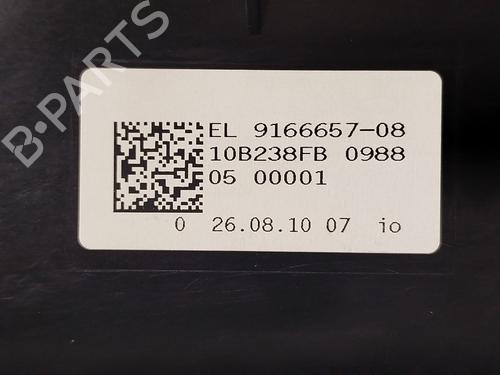 B-PARTS
EL 9166657-08
10B238FB 0988
05 00001
0 26.08.10 07 io